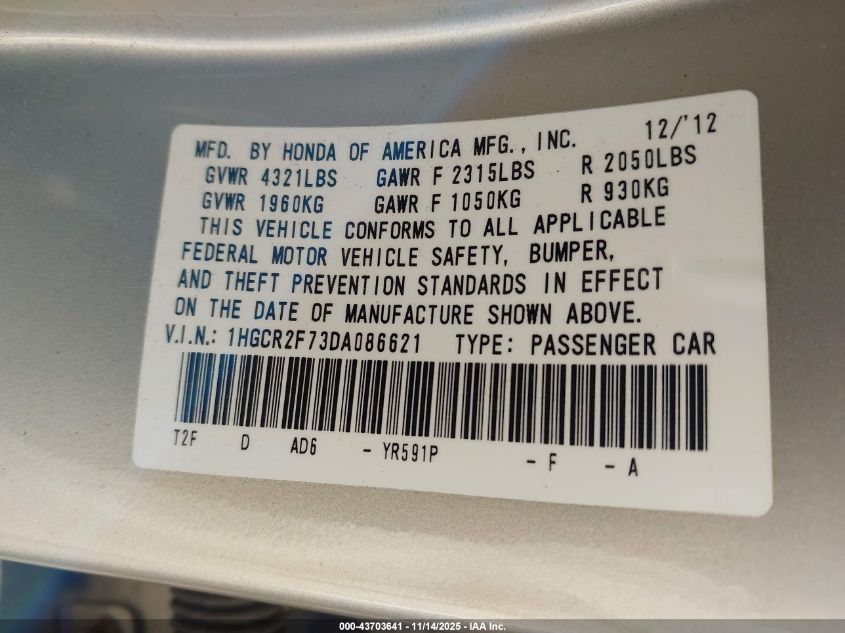 MFD. BY HONDA OF AMERICA MFG., INC. 12/'12
GVWR 4321LBS GAWR F 2315LBS R 2050LBS
GVWR 1960KG GAWR F 1050KG R 930KG
THIS VEHICLE CONFORMS TO ALL APPLICABLE
FEDERAL MOTOR VEHICLE SAFETY, BUMPER,
AND THEFT PREVENTION STANDARDS IN EFFECT
ON THE DATE OF MANUFACTURE SHOWN ABOVE.
V.I.N.: 1HGCR2F73DA086621 TYPE: PASSENGER CAR
T2F D AD6 - YR591P - F - A
000-43703641 - 11/14/2025 - IAA Inc.